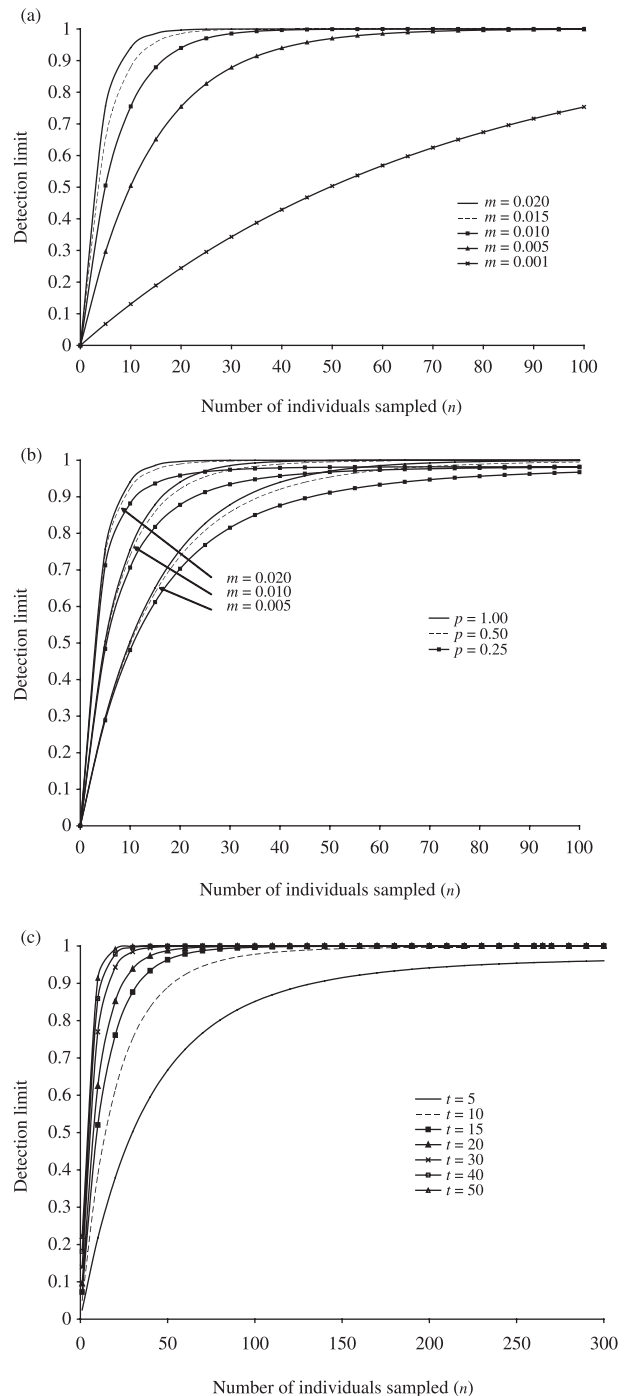 (a)
1
0.9
0.8
0.7
0.6
0.5
0.4
0.3
0.2
0.1
0
Detection limit
m = 0.020
m = 0.015
m = 0.010
m = 0.005
m = 0.001
0 10 20 30 40 50 60 70 80 90 100
Number of individuals sampled (n)
(b)
1
0.9
0.8
0.7
0.6
0.5
0.4
0.3
0.2
0.1
0
Detection limit
m = 0.020
m = 0.010
m = 0.005
p = 1.00
p = 0.50
p = 0.25
0 10 20 30 40 50 60 70 80 90 100
Number of individuals sampled (n)
(c)
1
0.9
0.8
0.7
0.6
0.5
0.4
0.3
0.2
0.1
0
Detection limit
t = 5
t = 10
t = 15
t = 20
t = 30
t = 40
t = 50
0 50 100 150 200 250 300
Number of individuals sampled (n)